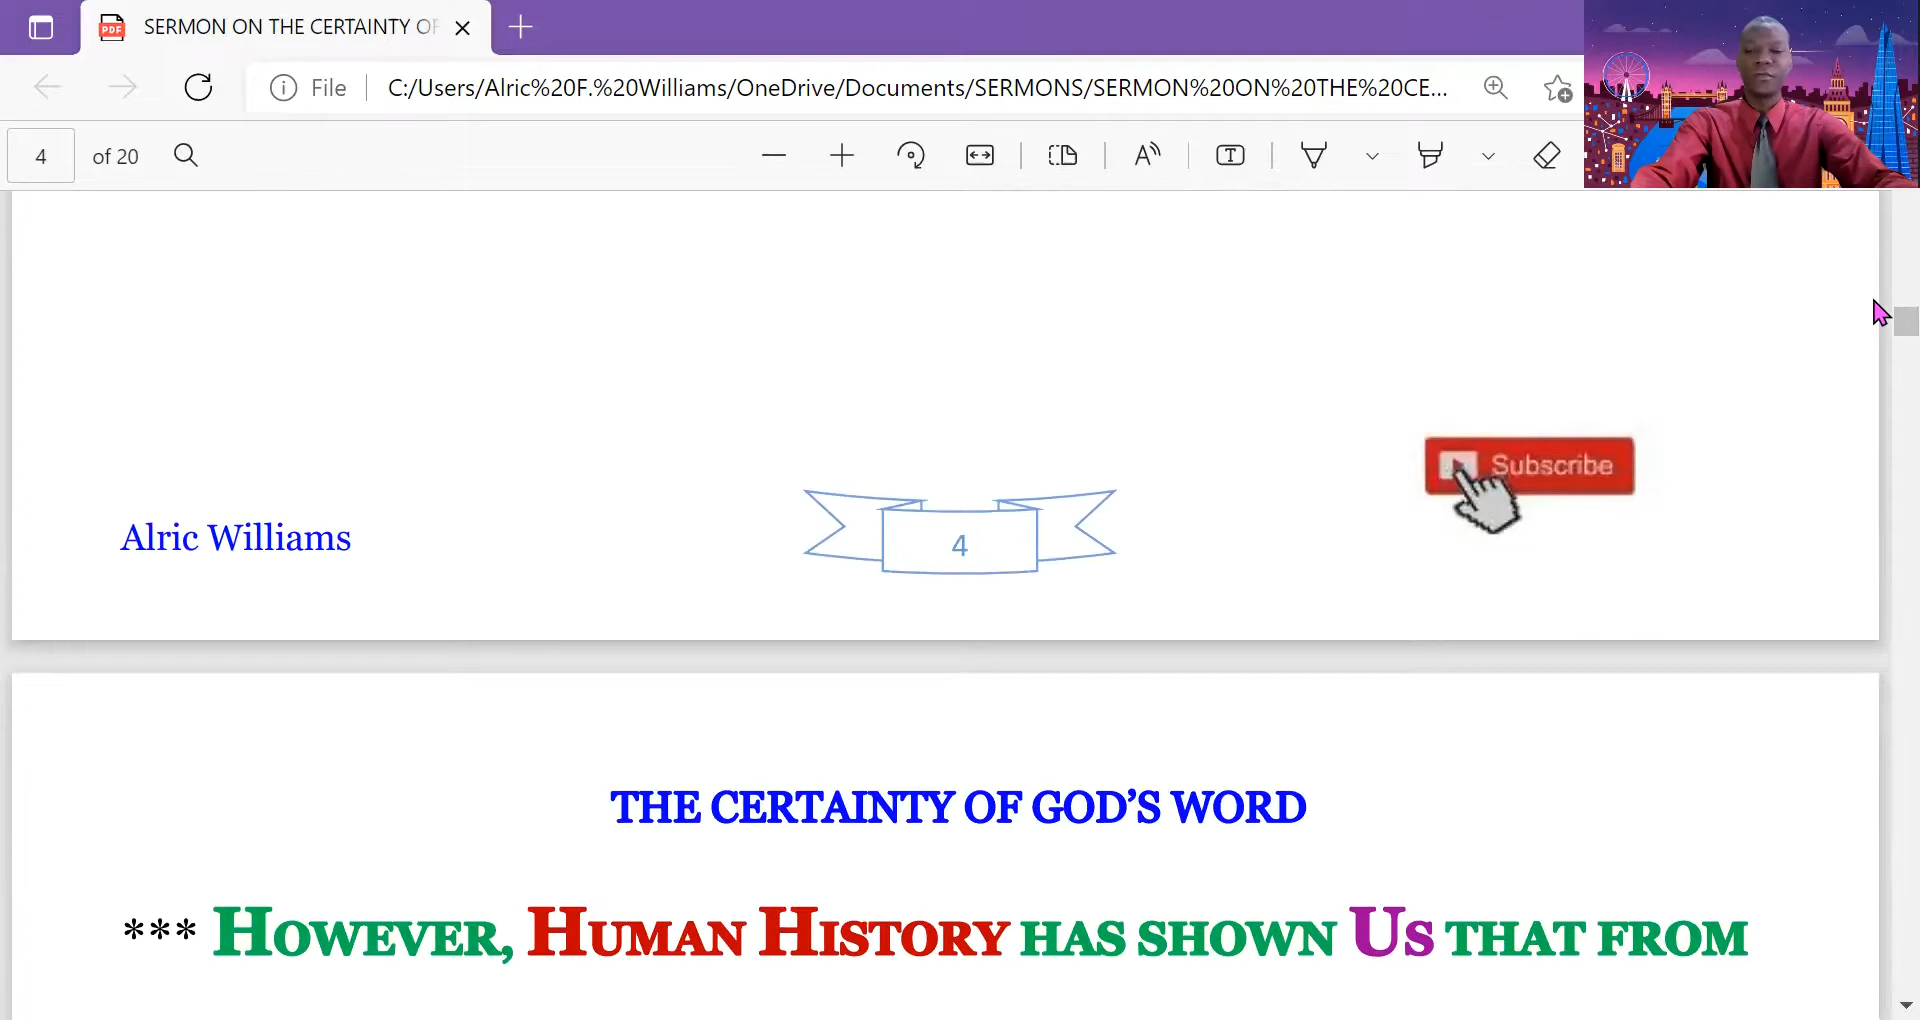 SERMON ON THE CERTAINTY OF
File
C:/Users/Alric%20F.%20Williams/OneDrive/Documents/SERMONS/SERMON%20ON%20THE%20CE...
4 of 20
Subscribe
Alric Williams
4
THE CERTAINTY OF GOD’S WORD
*** HOWEVER, HUMAN HISTORY HAS SHOWN US THAT FROM